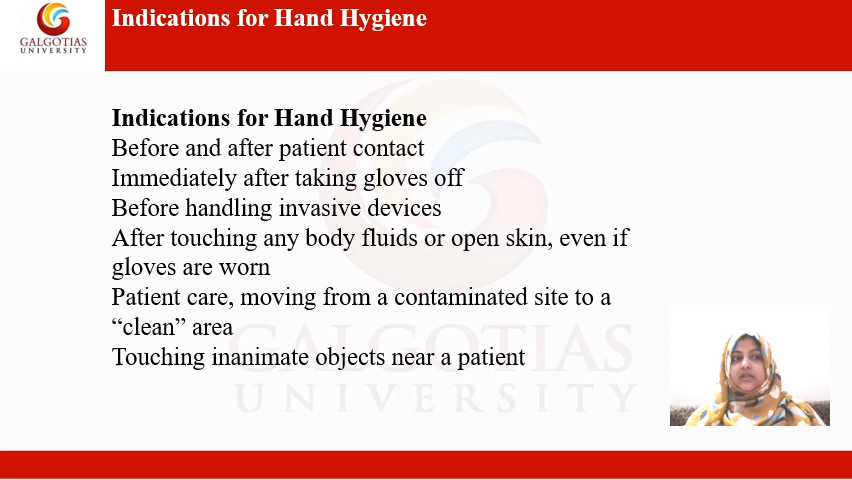 GALGOTIAS
UNIVERSITY
Indications for Hand Hygiene
Indications for Hand Hygiene
Before and after patient contact
Immediately after taking gloves off
Before handling invasive devices
After touching any body fluids or open skin, even if
gloves are worn
Patient care, moving from a contaminated site to a
“clean” area
Touching inanimate objects near a patient
GALGOTIAS
UNIVERSITY